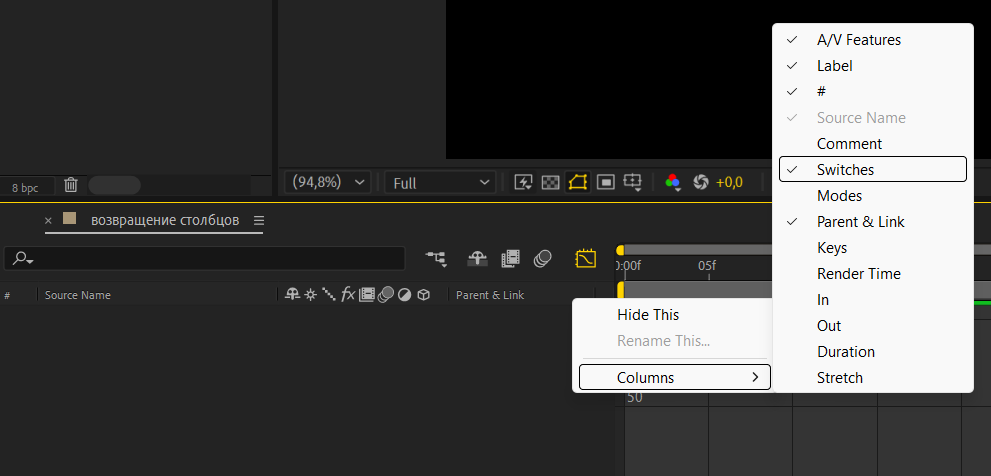 A/V Features
Label
#
Source Name
Comment
Switches
Modes
Parent & Link
Keys
Render Time
In
Out
Duration
Stretch
8 bpc
(94,8%)
Full
+0,0
возвращение столбцов
0:00f
05f
#
Source Name
fx
Parent & Link
Hide This
Rename This...
Columns
50